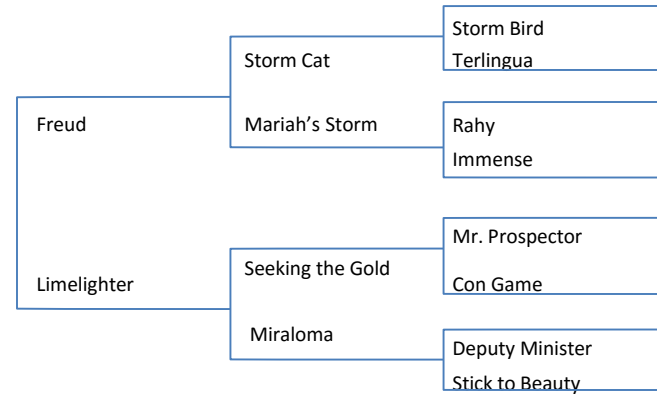 Storm Bird
Storm Cat
Terlingua
Freud
Mariah’s Storm
Rahy
Immense
Mr. Prospector
Seeking the Gold
Limelighter
Con Game
Miraloma
Deputy Minister
Stick to Beauty